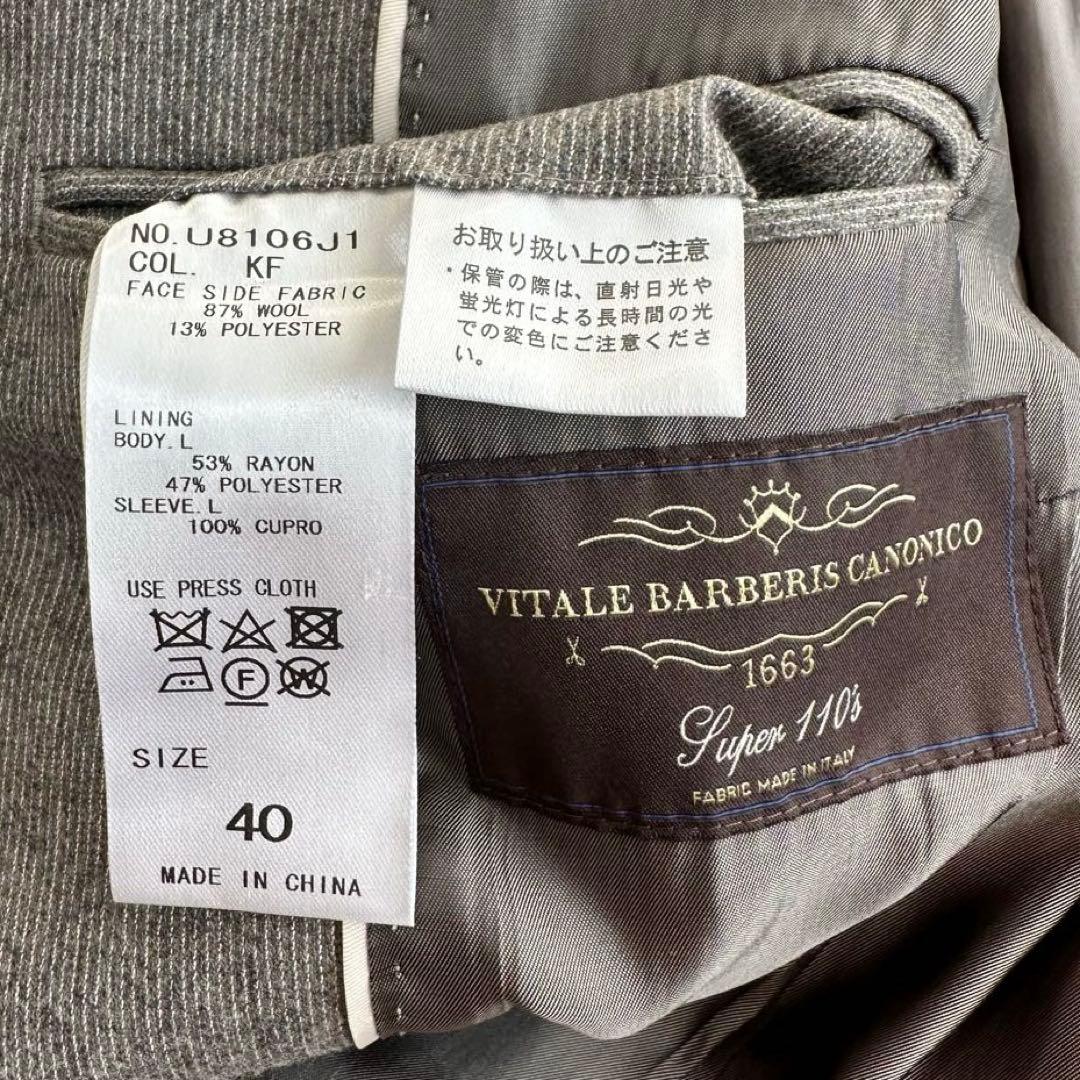 NO. U8106J1
COL. KF
FACE SIDE FABRIC
87% WOOL
13% POLYESTER
LINING
BODY. L
53% RAYON
47% POLYESTER
SLEEVE. L
100% CUPRO
USE PRESS CLOTH
F
W
SIZE
40
MADE IN CHINA
お取り扱い上のご注意
・保管の際は、直射日光や
蛍光灯による長時間の光
での変色にご注意くださ
い。
VITALE BARBERIS CANONICO
1663
Super 110's
FABRIC MADE IN ITALY